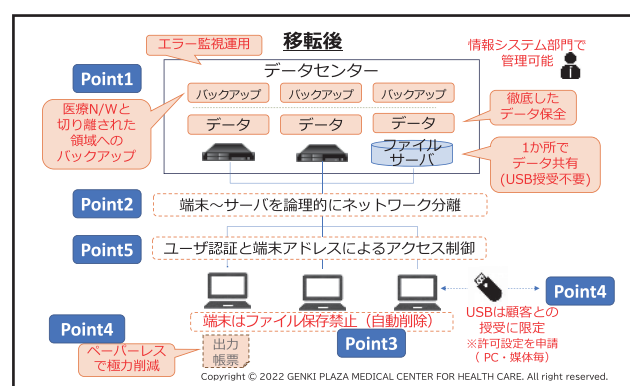 エラー監視運用
移転後
情報システム部門で
管理可能
Point1
データセンター
バックアップ
バックアップ
バックアップ
医療N/Wと
切り離された
領域への
バックアップ
データ
データ
データ
徹底した
データ保全
ファイル
サーバ
1か所で
データ共有
(USB授受不要)
Point2
端末～サーバを論理的にネットワーク分離
Point5
ユーザ認証と端末アドレスによるアクセス制御
Point4
USBは顧客との
授受に限定
※許可設定を申請
( PC・媒体毎)
端末はファイル保存禁止（自動削除）
Point3
Point4
ペーパーレス
で極力削減
出力
帳票
Copyright © 2022 GENKI PLAZA MEDICAL CENTER FOR HEALTH CARE. All right reserved.